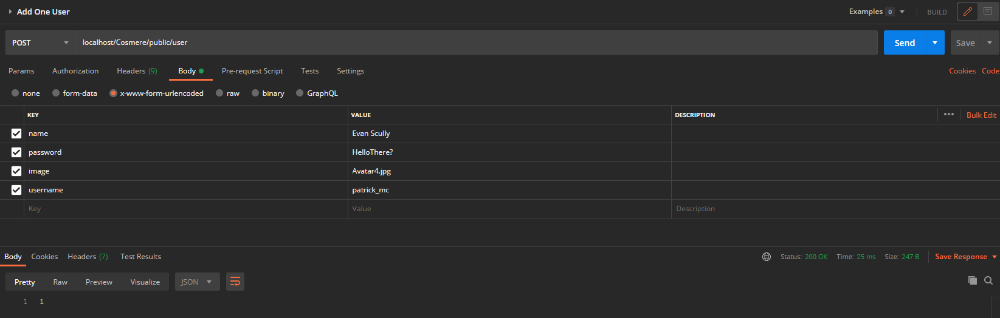 Add One User Examples 0 BUILD
POST localhost/Cosmere/public/user Send Save
Params Authorization Headers (9) Body Pre-request Script Tests Settings Cookies Code
none form-data x-www-form-urlencoded raw binary GraphQL
KEY VALUE DESCRIPTION ••• Bulk Edit
name Evan Scully
password HelloThere?
image Avatar4.jpg
username patrick_mc
Key Value Description
Body Cookies Headers (7) Test Results Status: 200 OK Time: 25 ms Size: 247 B Save Response
Pretty Raw Preview Visualize JSON
1 1